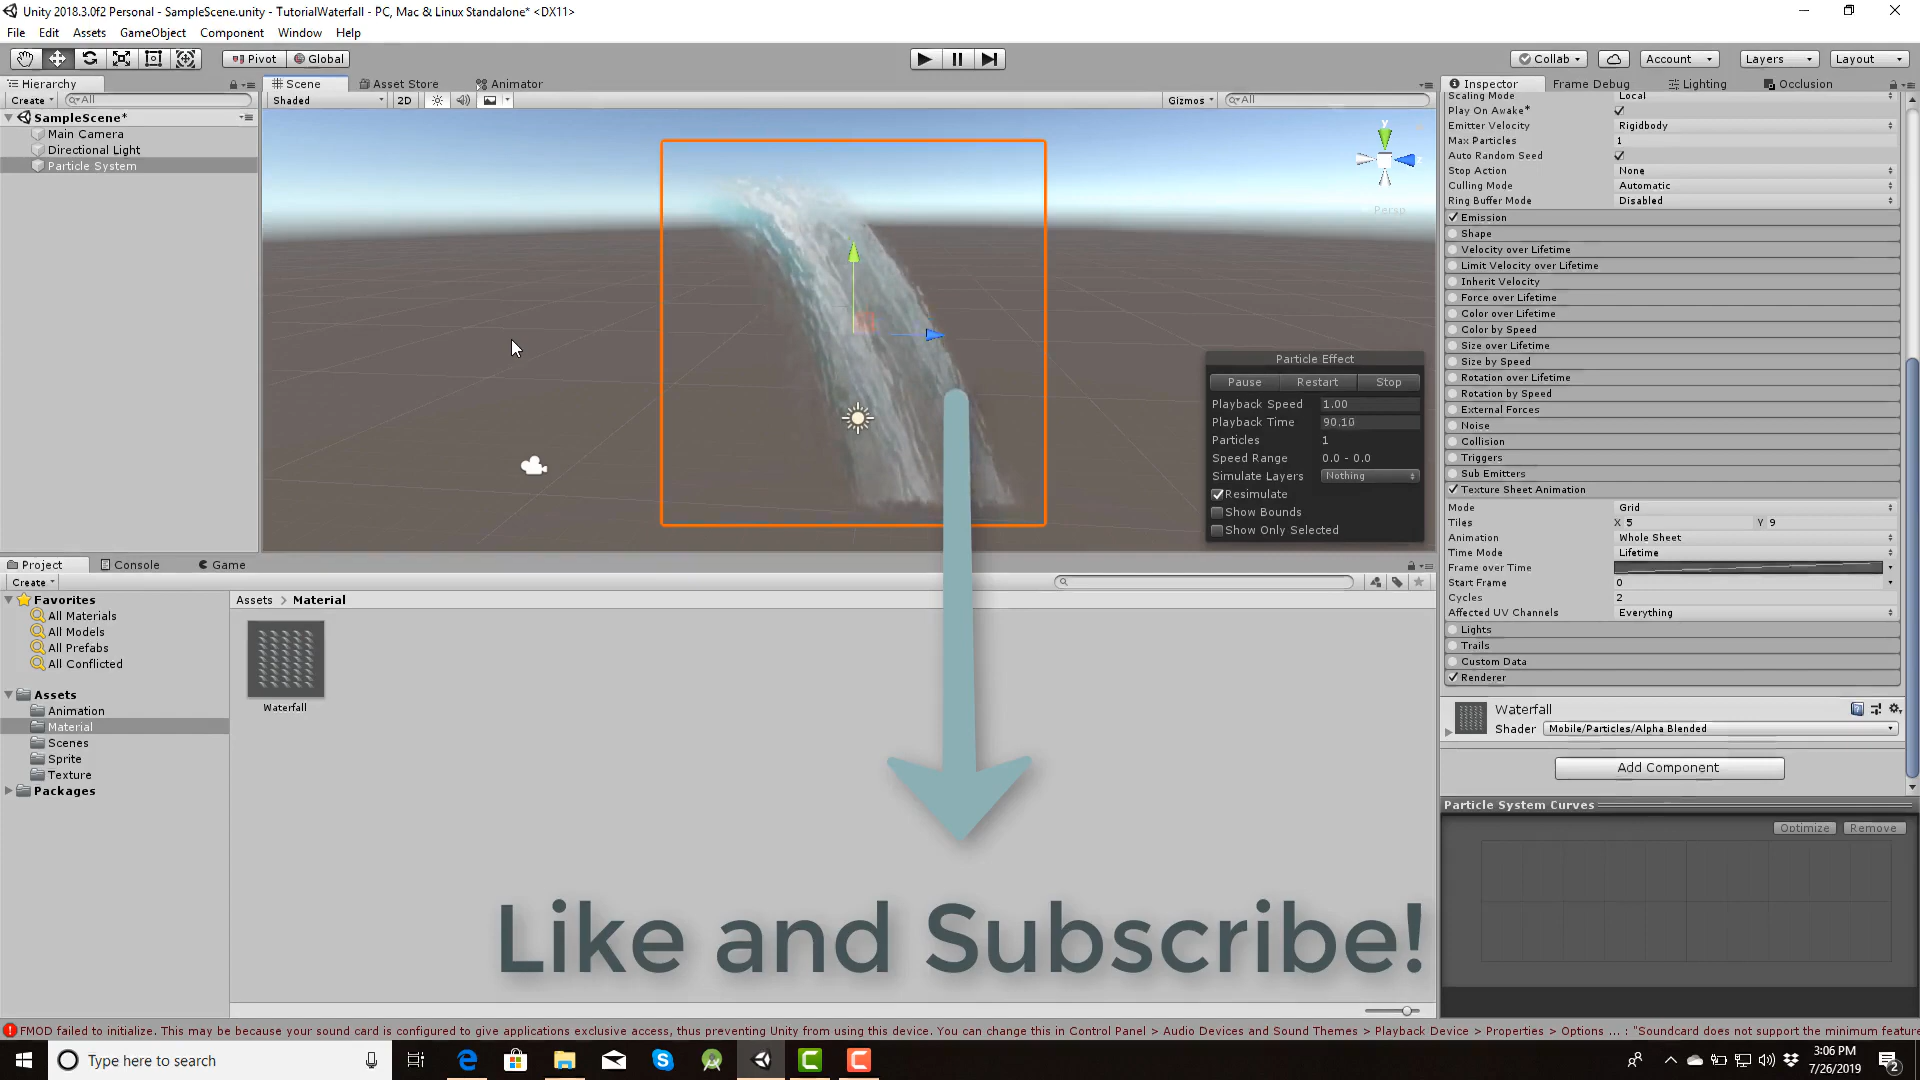 Unity 2018.3.0f2 Personal - SampleScene.unity - TutorialWaterfall - PC, Mac & Linux Standalone* <DX11>
File Edit Assets GameObject Component Window Help
Pivot Global Collab Account Layers Layout
Hierarchy
Create All
SampleScene*
Main Camera
Directional Light
Particle System
Scene Asset Store Animator
Shaded 2D Gizmos All
y
Persp
Particle Effect
Pause Restart Stop
Playback Speed 1.00
Playback Time 90.10
Particles 1
Speed Range 0.0 - 0.0
Simulate Layers Nothing
Resimulate
Show Bounds
Show Only Selected
Inspector Frame Debug Lighting Occlusion
Scaling Mode Local
Play On Awake*
Emitter Velocity Rigidbody
Max Particles 1
Auto Random Seed
Stop Action None
Culling Mode Automatic
Ring Buffer Mode Disabled
Emission
Shape
Velocity over Lifetime
Limit Velocity over Lifetime
Inherit Velocity
Force over Lifetime
Color over Lifetime
Color by Speed
Size over Lifetime
Size by Speed
Rotation over Lifetime
Rotation by Speed
External Forces
Noise
Collision
Triggers
Sub Emitters
Texture Sheet Animation
Mode Grid
Tiles X 5 Y 9
Animation Whole Sheet
Time Mode Lifetime
Frame over Time
Start Frame 0
Cycles 2
Affected UV Channels Everything
Lights
Trails
Custom Data
Renderer
Waterfall
Shader Mobile/Particles/Alpha Blended
Add Component
Particle System Curves
Optimize Remove
Project Console Game
Create
Favorites
All Materials
All Models
All Prefabs
All Conflicted
Assets
Animation
Material
Scenes
Sprite
Texture
Packages
Assets > Material
Waterfall
Like and Subscribe!
FMOD failed to initialize. This may be because your sound card is configured to give applications exclusive access, thus preventing Unity from using this device. You can change this in Control Panel > Audio Devices and Sound Themes > Playback Device > Properties > Options ... : "Soundcard does not support the minimum feature
Type here to search
3:06 PM
7/26/2019
2